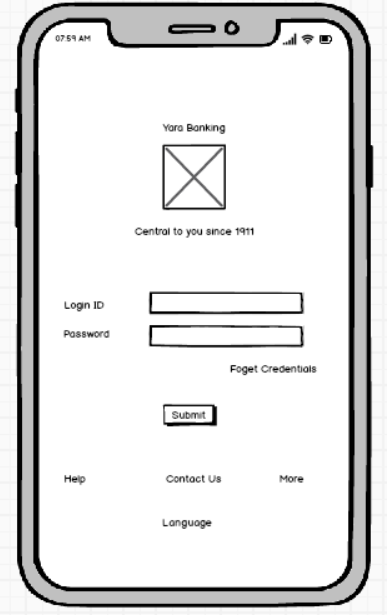 07:59 AM
Yara Banking
Central to you since 1911
Login ID
Password
Foget Credentials
Submit
Help Contact Us More
Language